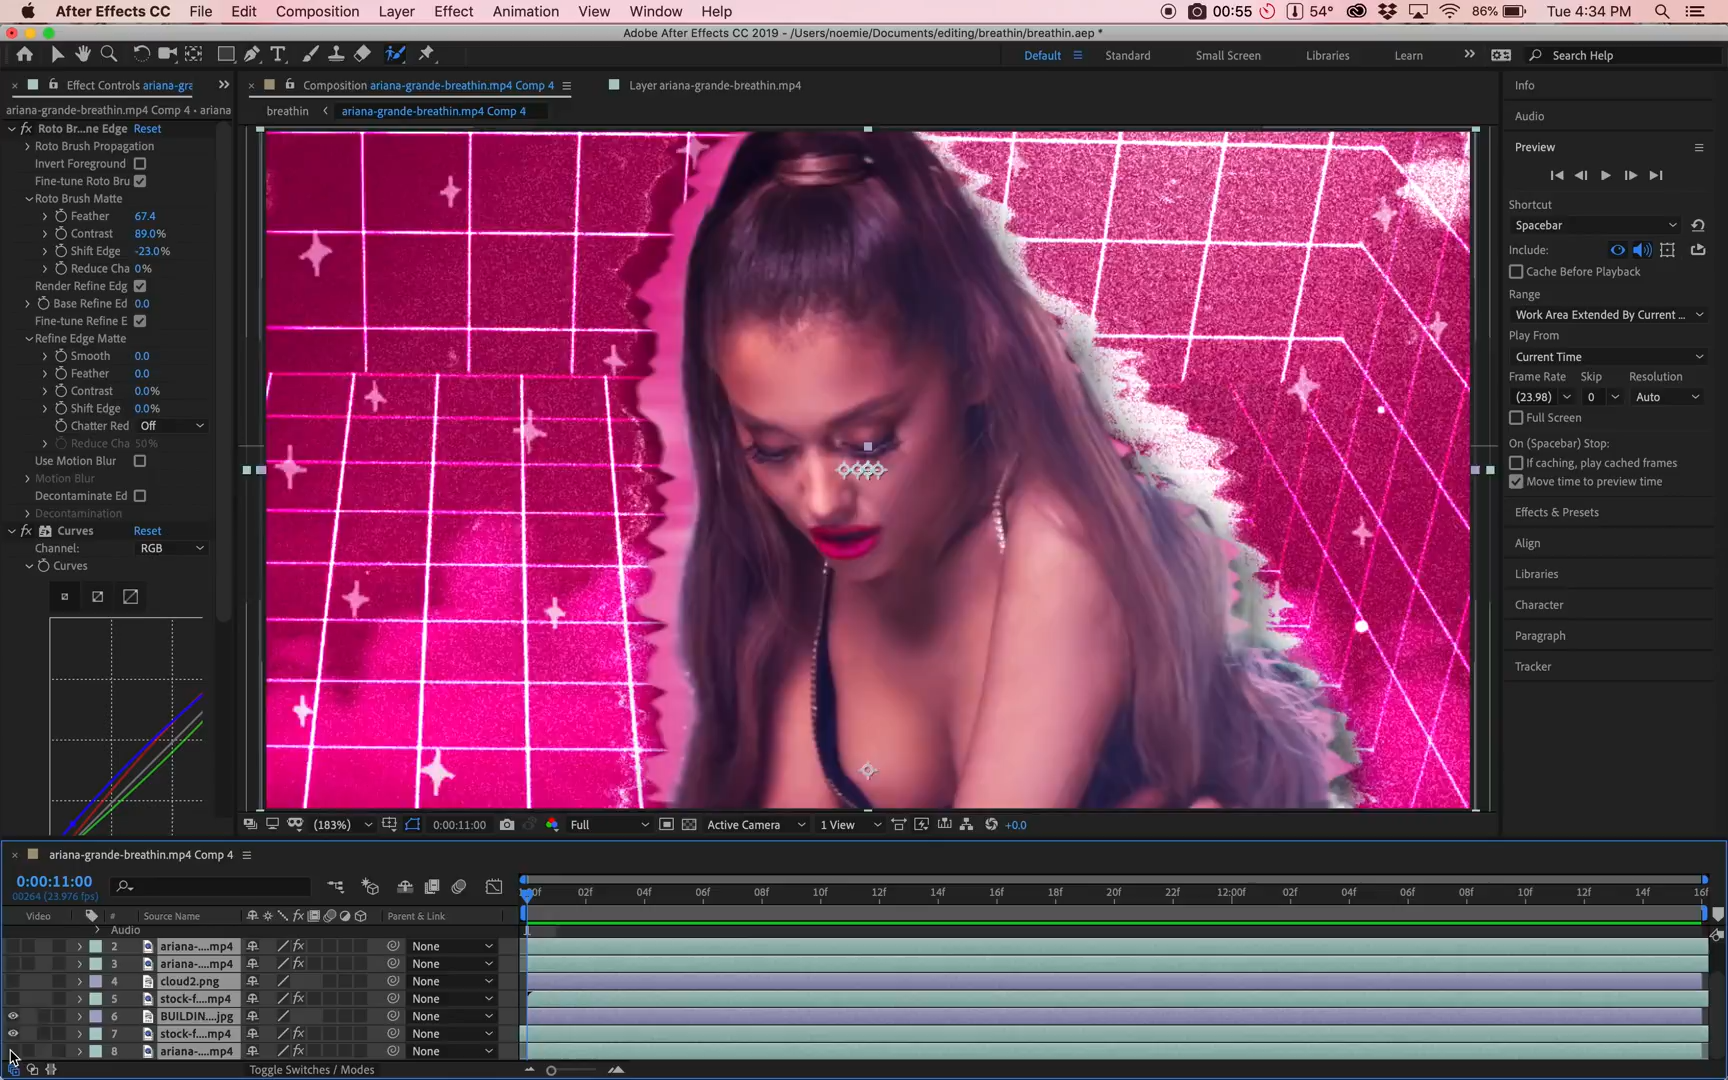 After Effects CC File Edit Composition Layer Effect Animation View Window Help 00:55 54° 86% Tue 4:34 PM
Adobe After Effects CC 2019 - /Users/noemie/Documents/editing/breathin/breathin.aep *
Default Standard Small Screen Libraries Learn Search Help
Effect Controls ariana-gra
Composition ariana-grande-breathin.mp4 Comp 4
Layer ariana-grande-breathin.mp4
ariana-grande-breathin.mp4 Comp 4 - ariana
breathin ariana-grande-breathin.mp4 Comp 4
Roto Br...ne Edge Reset
Roto Brush Propagation
Invert Foreground
Fine-tune Roto Bru
Roto Brush Matte
Feather 67.4
Contrast 89.0%
Shift Edge -23.0%
Reduce Cha 0%
Render Refine Edg
Base Refine Ed 0.0
Fine-tune Refine E
Refine Edge Matte
Smooth 0.0
Feather 0.0
Contrast 0.0%
Shift Edge 0.0%
Chatter Red Off
Reduce Cha 50%
Use Motion Blur
Motion Blur
Decontaminate Ed
Decontamination
Curves Reset
Channel: RGB
Curves
Info
Audio
Preview
Shortcut
Spacebar
Include:
Cache Before Playback
Range
Work Area Extended By Current ...
Play From
Current Time
Frame Rate Skip Resolution
(23.98) 0 Auto
Full Screen
On (Spacebar) Stop:
If caching, play cached frames
Move time to preview time
Effects & Presets
Align
Libraries
Character
Paragraph
Tracker
(183%) 0:00:11:00 Full Active Camera 1 View +0.0
ariana-grande-breathin.mp4 Comp 4
0:00:11:00
00264 (23.976 fps)
02f 04f 06f 08f 10f 12f 14f 16f 18f 20f 22f 12:00f 02f 04f 06f 08f 10f 12f 14f 16f
Video # Source Name Parent & Link
Audio
2 ariana-....mp4 None
3 ariana-....mp4 None
4 cloud2.png None
5 stock-f....mp4 None
6 BUILDIN....jpg None
7 stock-f....mp4 None
8 ariana-....mp4 None
Toggle Switches / Modes